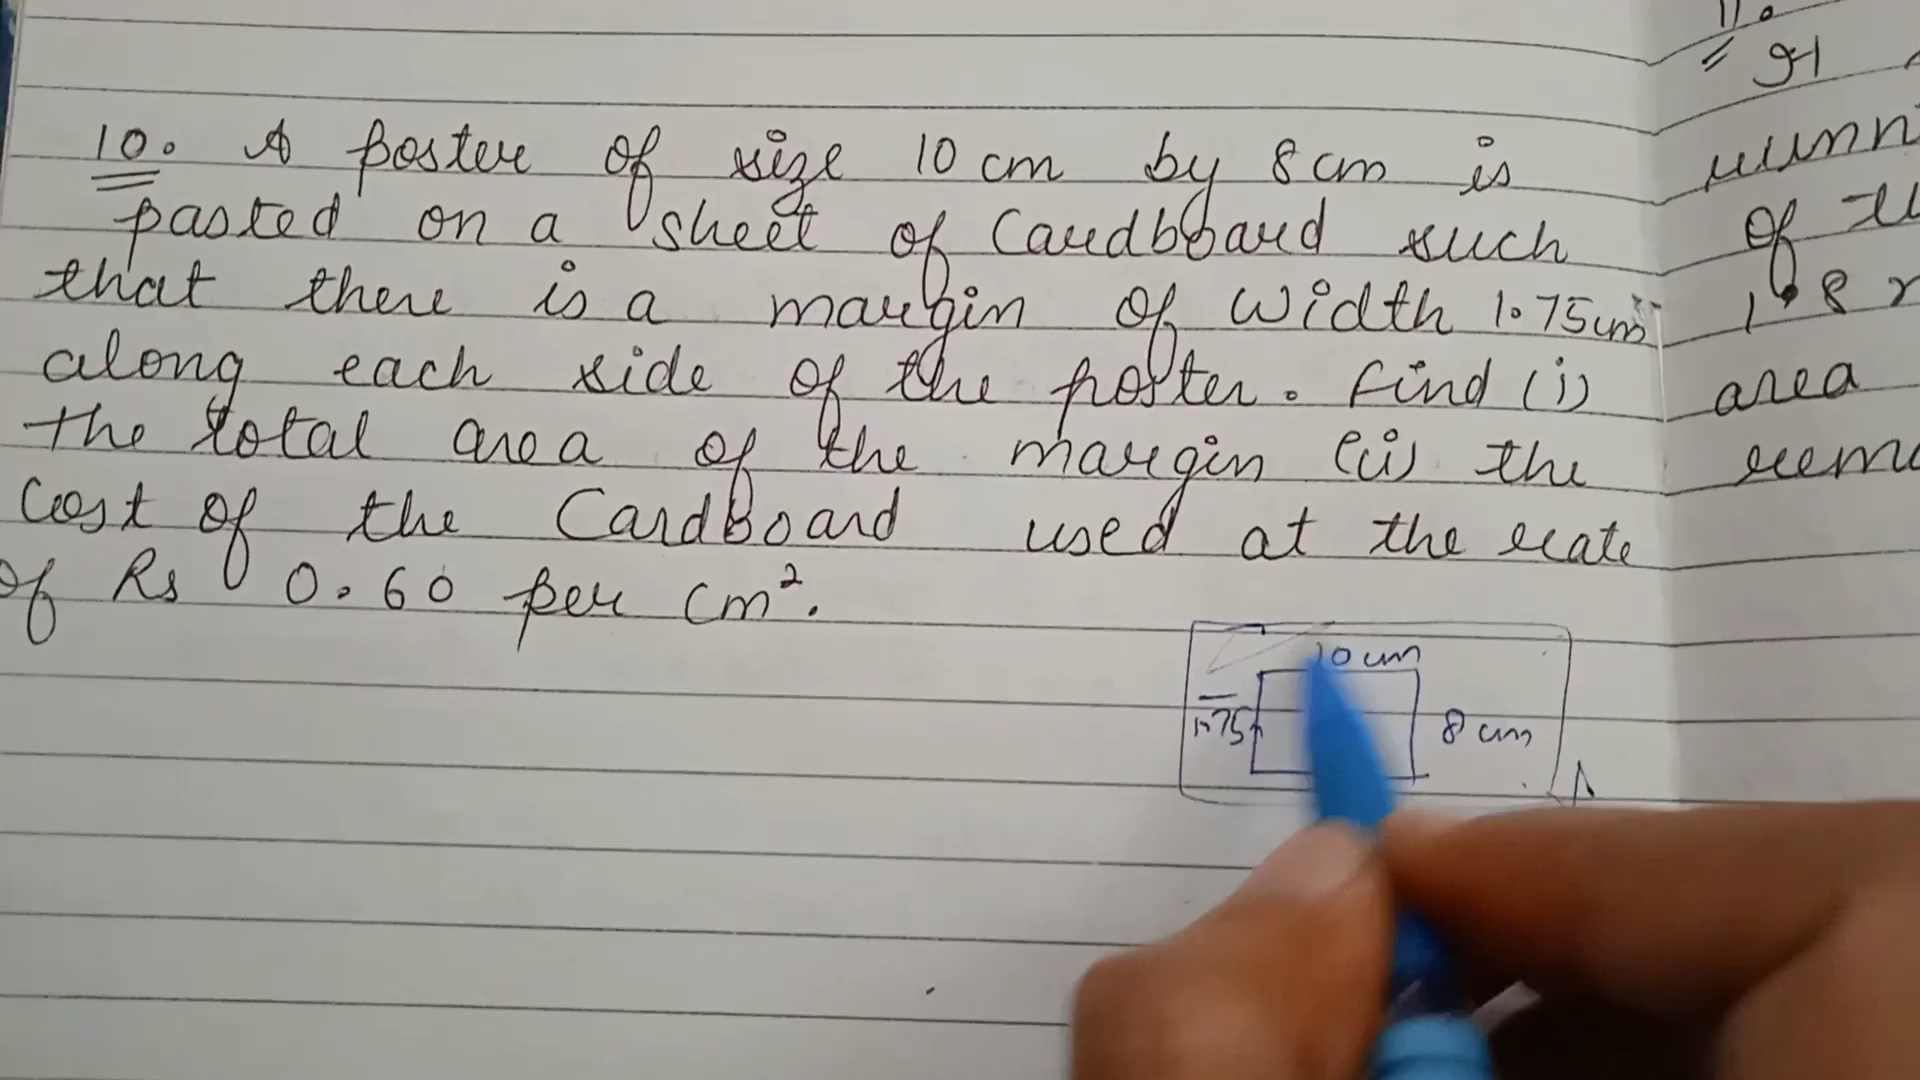 10. A poster of size 10 cm by 8 cm is
pasted on a sheet of Cardboard such
that there is a margin of width 1.75cm
along each side of the poster. Find (i)
the total area of the margin (ii) the
Cost of the CardBoard used at the rate
of Rs 0.60 per cm².
10 cm
1.75
8 cm
11.
of
1.8
area